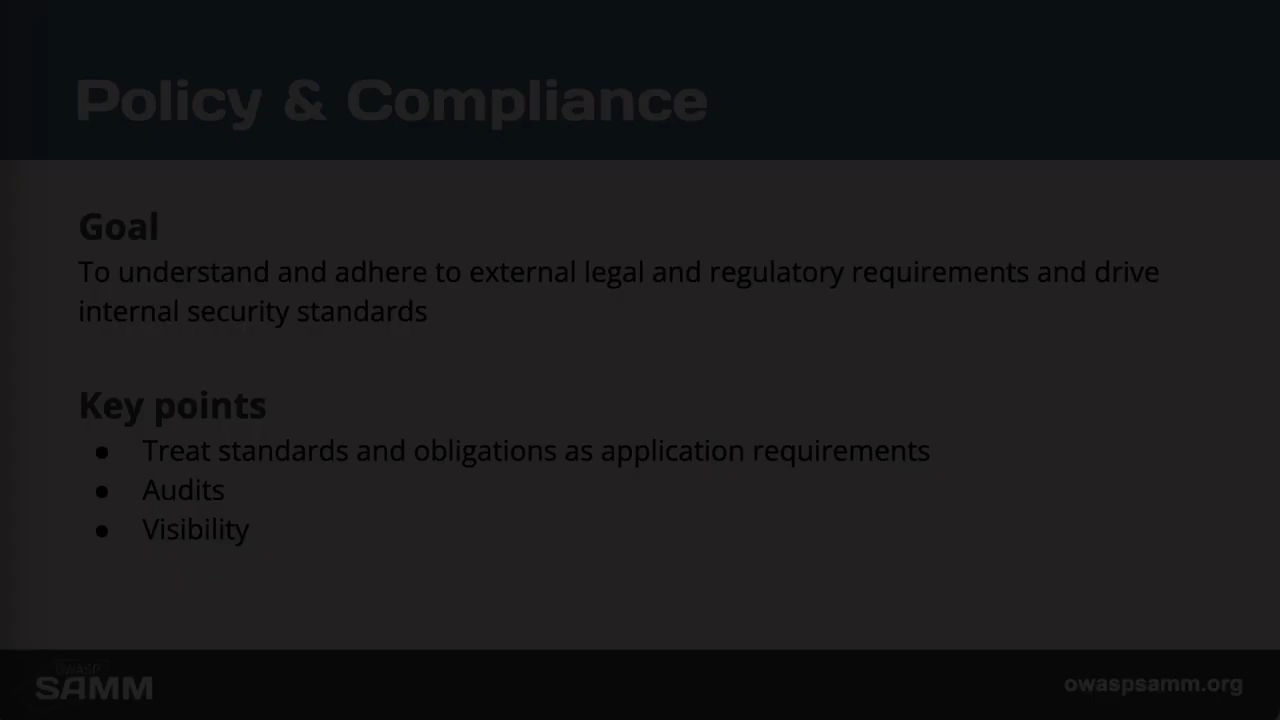 Policy & Compliance
Goal
To understand and adhere to external legal and regulatory requirements and drive
internal security standards
Key points
● Treat standards and obligations as application requirements
● Audits
● Visibility
OWASP
SAMM
owaspsamm.org